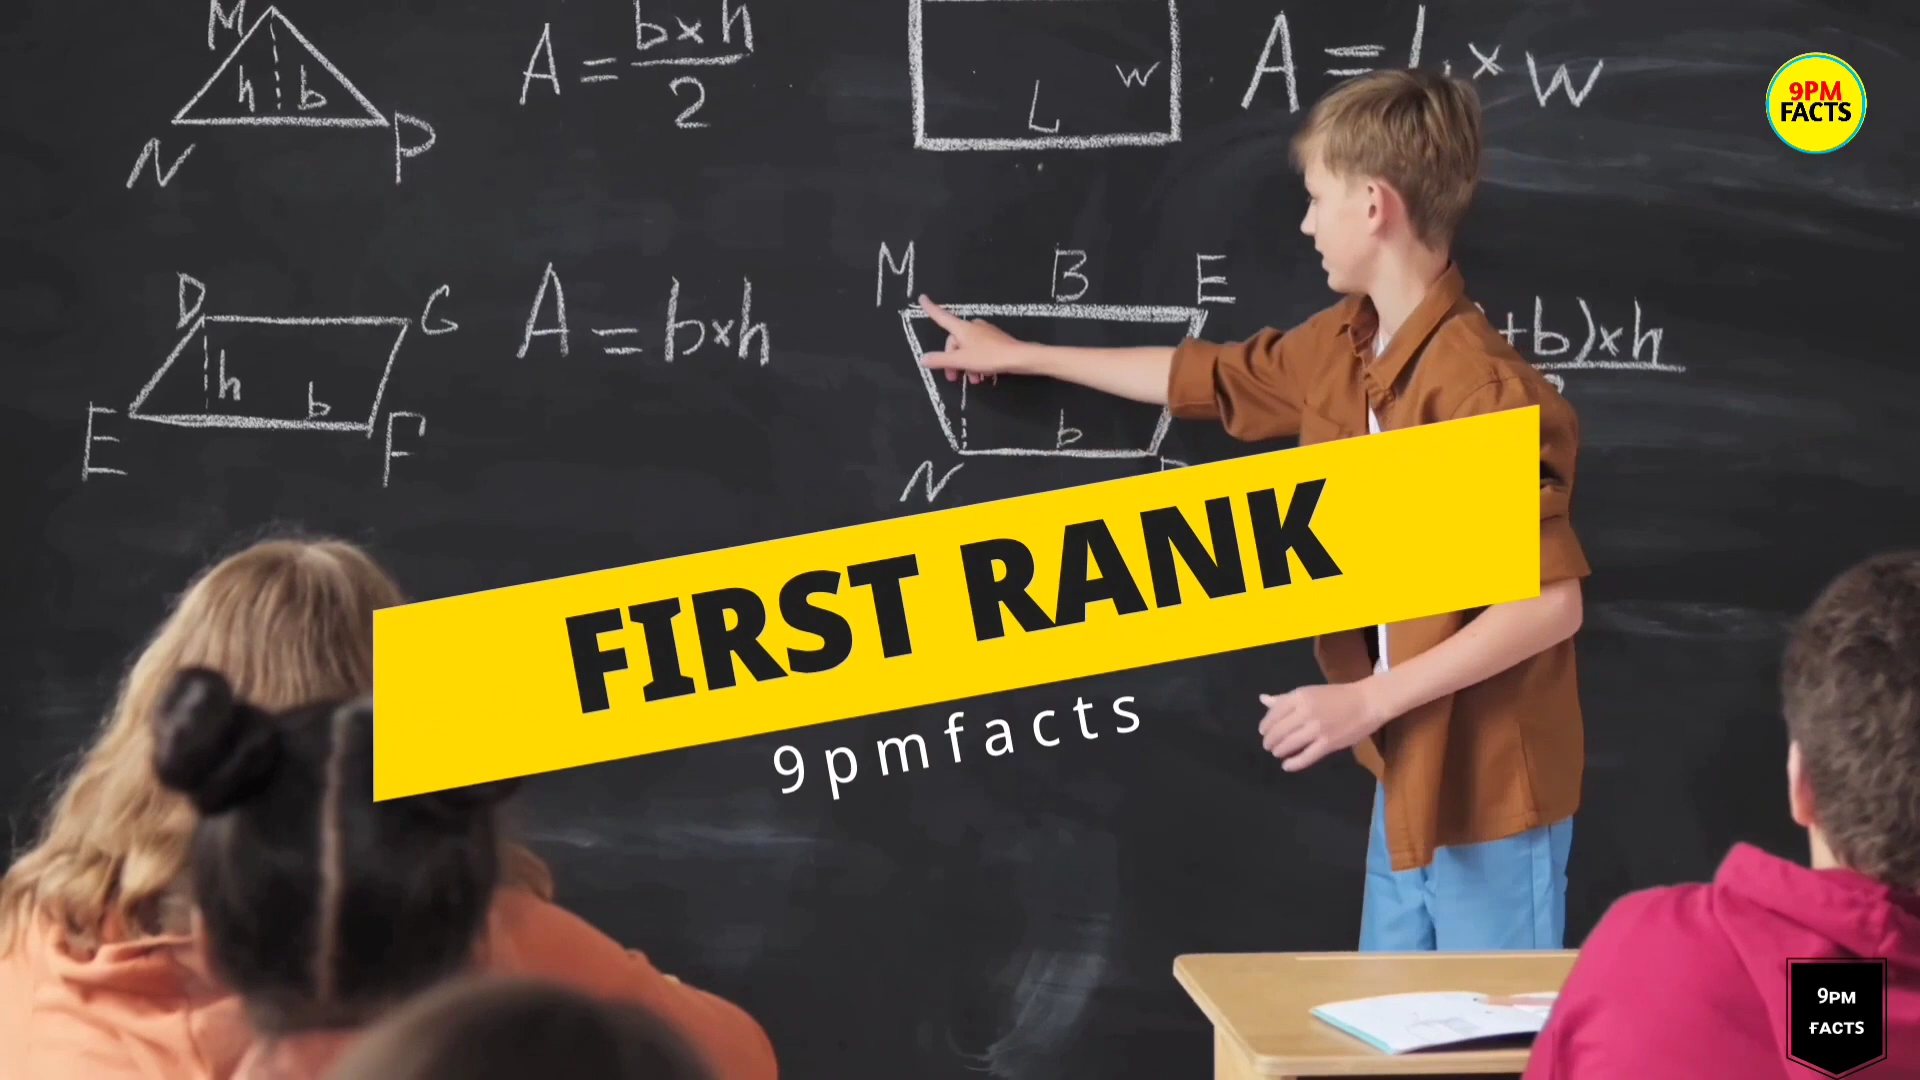 M
h b
N
P
A = b×h
2
L
W
A = L × W
9PM
FACTS
D
G
h
b
E
F
A = b×h
M
B
E
b
N
+b)×h
FIRST RANK
9pmfacts
9PM
FACTS